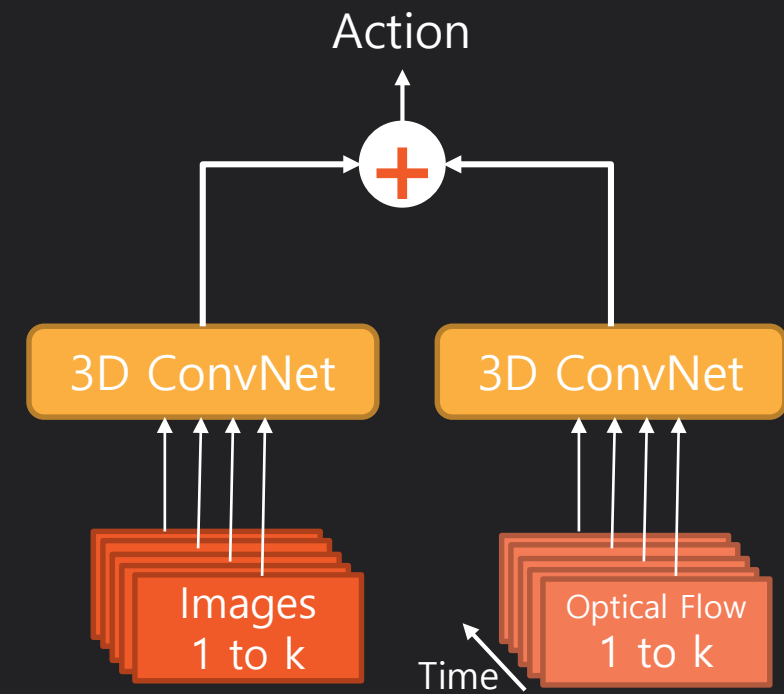 Action
+
3D ConvNet
3D ConvNet
Images
1 to k
Optical Flow
1 to k
Time